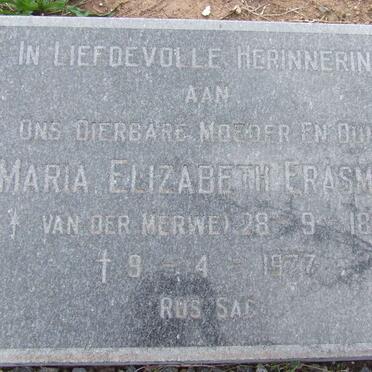 IN LIEFDEVOLLE HERINNERIN
AAN
ONS DIERBARE MOEDER EN OU
MARIA ELIZABETH ERASM
† VAN DER MERWE) 28 - 9 - 18
† 9 - 4 - 1977
RUS SAG